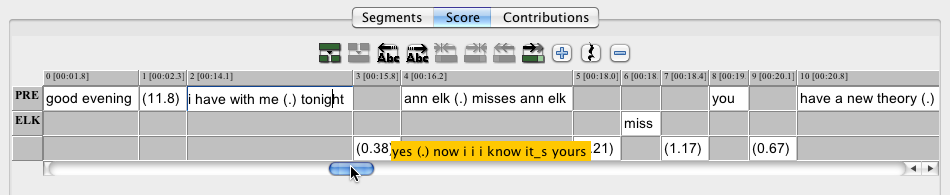 Segments Score Contributions
Abc Abc
0 [00:01.8] 1 [00:02.3] 2 [00:14.1] 3 [00:15.8] 4 [00:16.2] 5 [00:18.0] 6 [00:18 7 [00:18.4] 8 [00:19 9 [00:20.1] 10 [00:20.8]
PRE good evening (11.8) i have with me (.) tonight ann elk (.) misses ann elk you have a new theory (.)
ELK miss
(0.38) yes (.) now i i i know it_s yours .21) (1.17) (0.67)